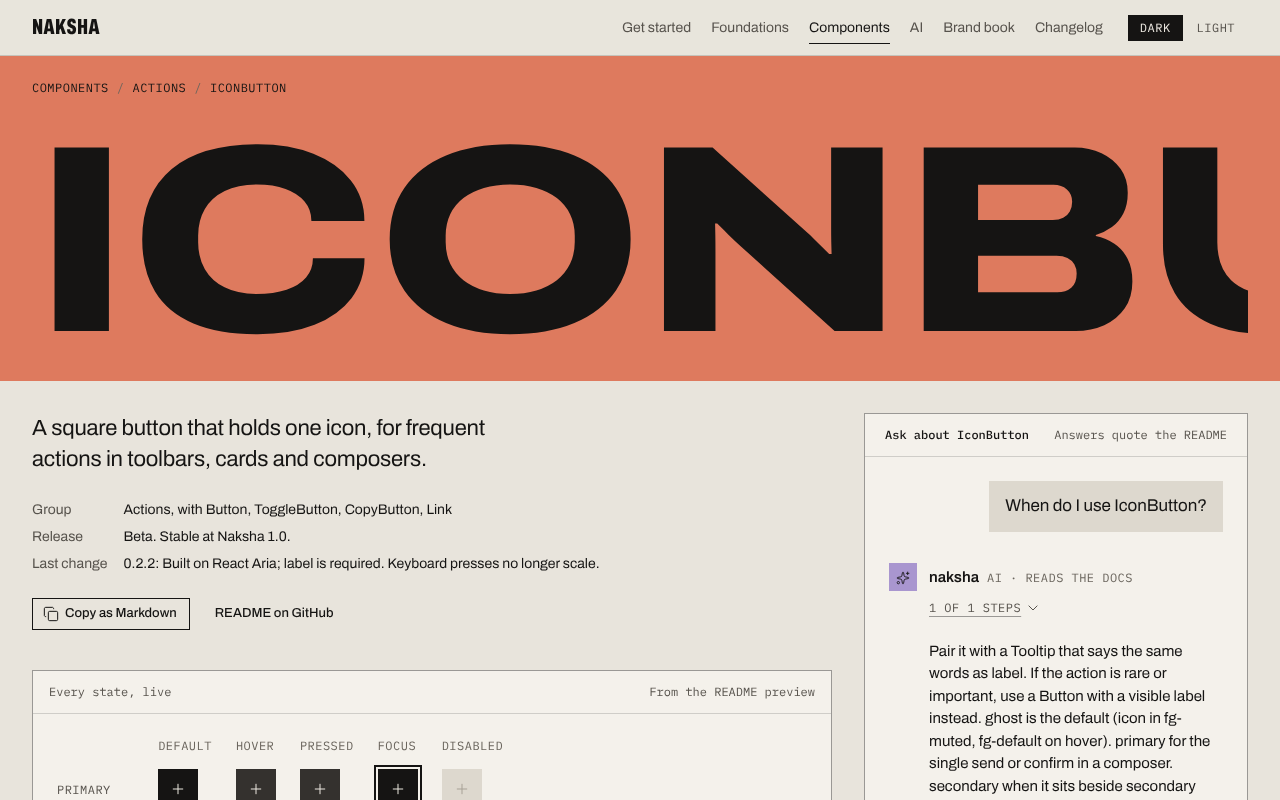 NAKSHA
Get started Foundations Components AI Brand book Changelog DARK LIGHT
COMPONENTS / ACTIONS / ICONBUTTON
ICONBU
A square button that holds one icon, for frequent
actions in toolbars, cards and composers.
Group Actions, with Button, ToggleButton, CopyButton, Link
Release Beta. Stable at Naksha 1.0.
Last change 0.2.2: Built on React Aria; label is required. Keyboard presses no longer scale.
Copy as Markdown README on GitHub
Every state, live From the README preview
DEFAULT HOVER PRESSED FOCUS DISABLED
PRIMARY
Ask about IconButton Answers quote the README
When do I use IconButton?
naksha AI · READS THE DOCS
1 OF 1 STEPS
Pair it with a Tooltip that says the same
words as label. If the action is rare or
important, use a Button with a visible label
instead. ghost is the default (icon in fg-
muted, fg-default on hover). primary for the
single send or confirm in a composer.
secondary when it sits beside secondary